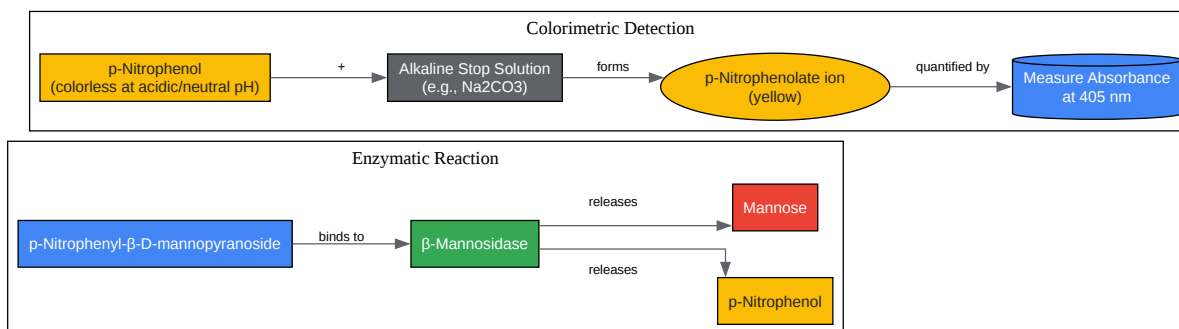 Colorimetric Detection
p-Nitrophenol
(colorless at acidic/neutral pH)
+
Alkaline Stop Solution
(e.g., Na2CO3)
forms
p-Nitrophenolate ion
(yellow)
quantified by
Measure Absorbance
at 405 nm
Enzymatic Reaction
p-Nitrophenyl-β-D-mannopyranoside
binds to
β-Mannosidase
releases
Mannose
releases
p-Nitrophenol